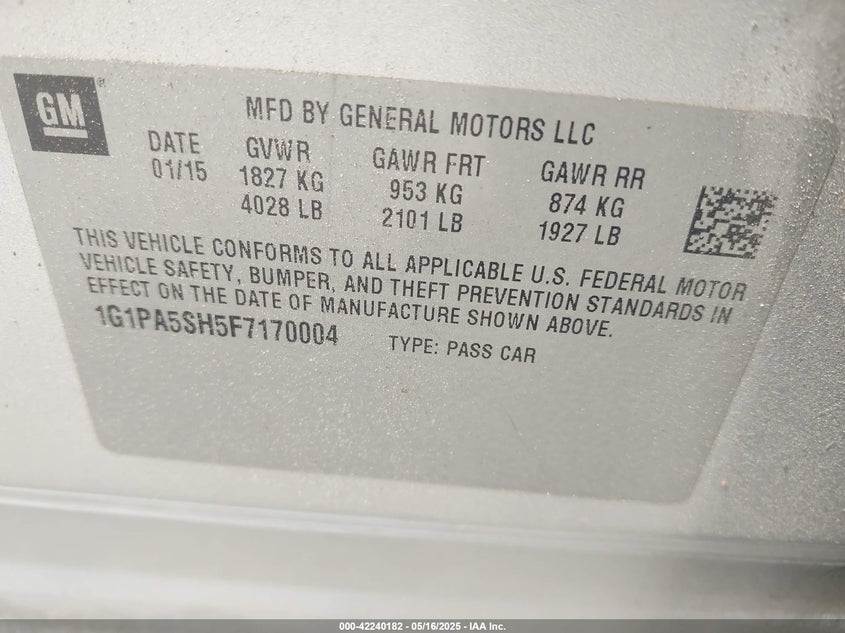 GM
MFD BY GENERAL MOTORS LLC
DATE GVWR GAWR FRT GAWR RR
01/15 1827 KG 953 KG 874 KG
4028 LB 2101 LB 1927 LB
THIS VEHICLE CONFORMS TO ALL APPLICABLE U.S. FEDERAL MOTOR
VEHICLE SAFETY, BUMPER, AND THEFT PREVENTION STANDARDS IN
EFFECT ON THE DATE OF MANUFACTURE SHOWN ABOVE.
1G1PA5SH5F7170004 TYPE: PASS CAR
000-42240182 - 05/16/2025 - IAA Inc.